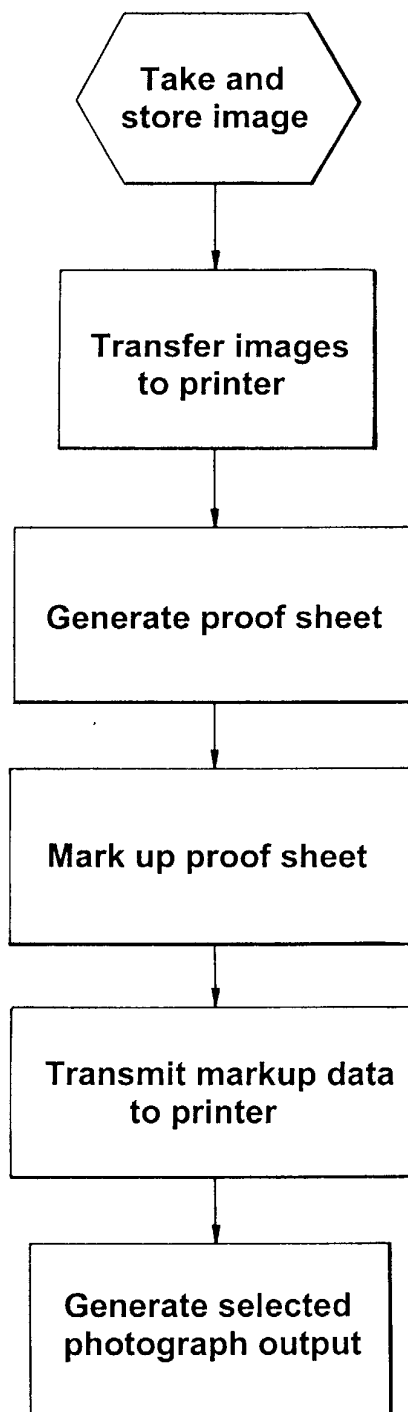 Take and
store image
Transfer images
to printer
Generate proof sheet
Mark up proof sheet
Transmit markup data
to printer
Generate selected
photograph output